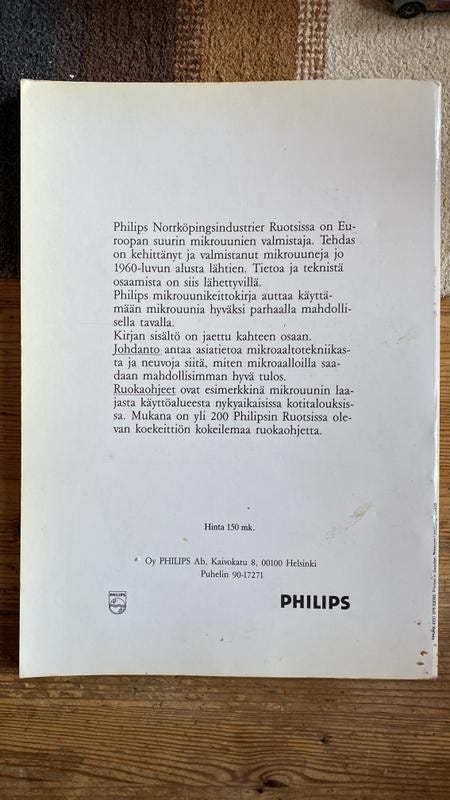 Philips Norrköpingsindustrier Ruotsissa on Eu-
roopan suurin mikrouunien valmistaja. Tehdas
on kehittänyt ja valmistanut mikrouuneja jo
1960-luvun alusta lähtien. Tietoa ja teknistä
osaamista on siis lähettyvillä.
Philips mikrouunikeittokirja auttaa käyttä-
mään mikrouunia hyväksi parhaalla mahdolli-
sella tavalla.
Kirjan sisältö on jaettu kahteen osaan.
Johdanto antaa asiatietoa mikroaaltotekniikas-
ta ja neuvoja siitä, miten mikroaalloilla saa-
daan mahdollisimman hyvä tulos.
Ruokaohjeet ovat esimerkkinä mikrouunin laa-
jasta käyttöalueesta nykyaikaisissa kotitalouksis-
sa. Mukana on yli 200 Philipsin Ruotsissa ole-
van koekeittiön kokeilemaa ruokaohjetta.
Hinta 150 mk.
Oy PHILIPS Ab, Kaivokatu 8, 00100 Helsinki
Puhelin 90-17271
PHILIPS
PHILIPS